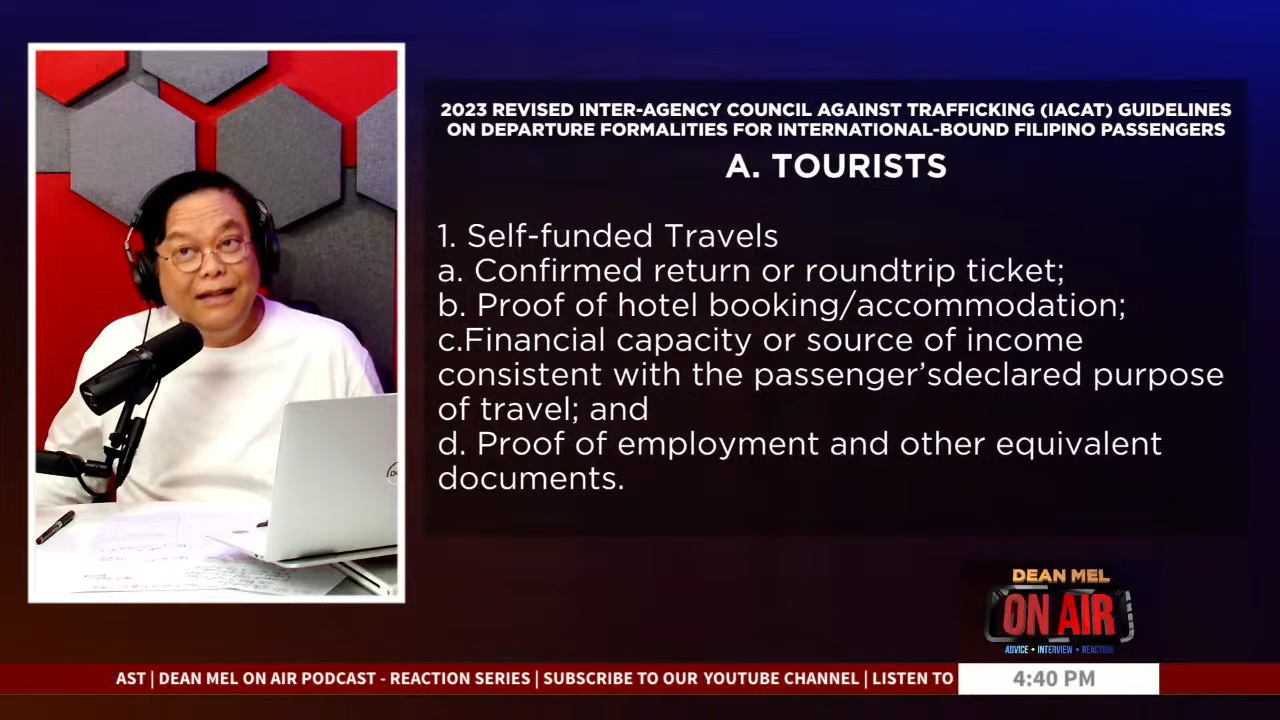 2023 REVISED INTER-AGENCY COUNCIL AGAINST TRAFFICKING (IACAT) GUIDELINES
ON DEPARTURE FORMALITIES FOR INTERNATIONAL-BOUND FILIPINO PASSENGERS
A. TOURISTS
1. Self-funded Travels
a. Confirmed return or roundtrip ticket;
b. Proof of hotel booking/accommodation;
c.Financial capacity or source of income
consistent with the passenger'sdeclared purpose
of travel; and
d. Proof of employment and other equivalent
documents.
DEAN MEL
ON AIR
ADVICE • INTERVIEW • REACTION
AST | DEAN MEL ON AIR PODCAST - REACTION SERIES | SUBSCRIBE TO OUR YOUTUBE CHANNEL | LISTEN TO
4:40 PM